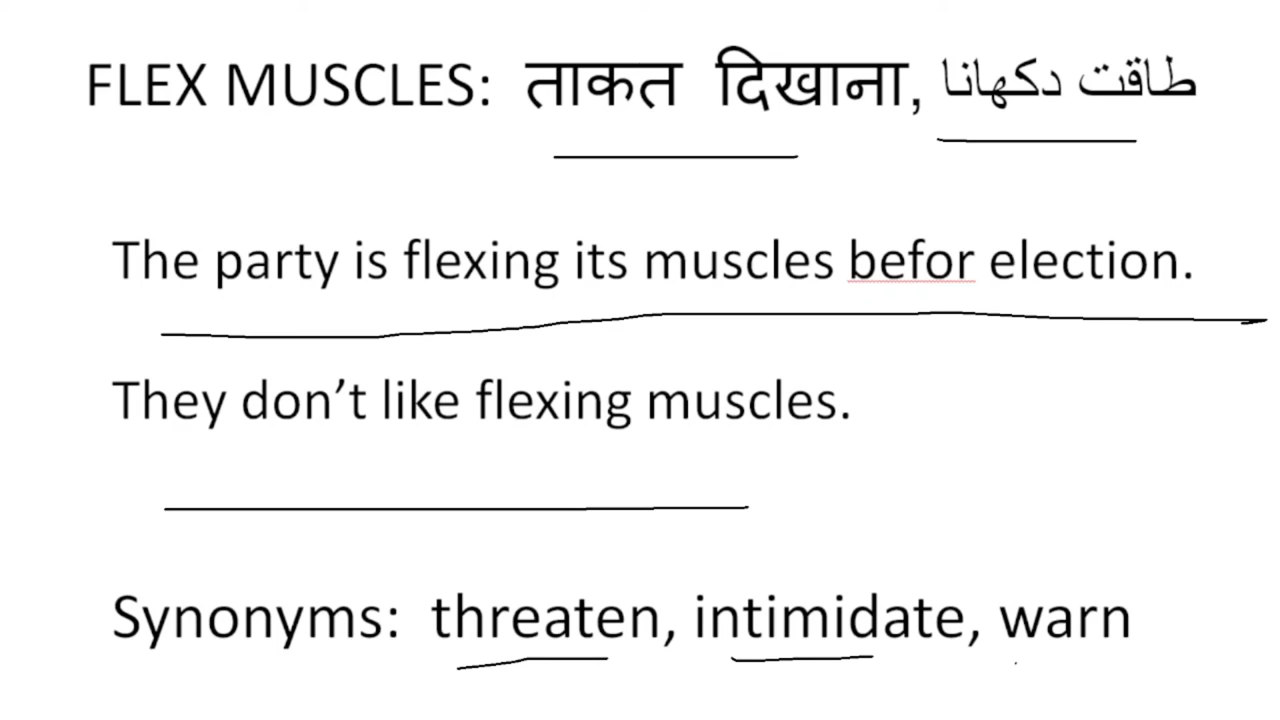 FLEX MUSCLES: ताकत दिखाना, طاقت دکھانا
The party is flexing its muscles befor election.
They don’t like flexing muscles.
Synonyms: threaten, intimidate, warn